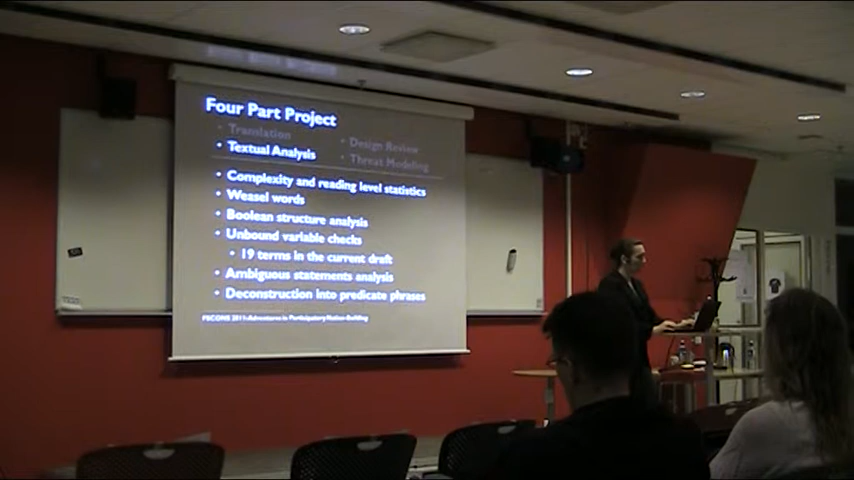 Four Part Project
• Translation
• Textual Analysis
• Design Review
• Threat Modeling
• Complexity and reading level statistics
• Weasel words
• Boolean structure analysis
• Unbound variable checks
• 19 terms in the current draft
• Ambiguous statements analysis
• Deconstruction into predicate phrases
FSCONS 2011: Adventures in Participatory Nation-Building